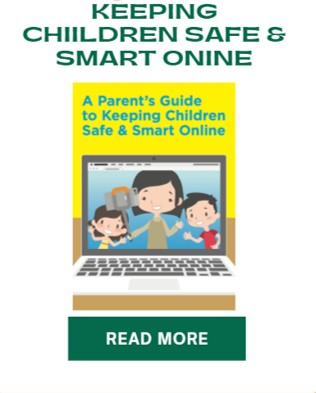 KEEPING
CHIILDREN SAFE &
SMART ONINE
A Parent's Guide
to Keeping Children
Safe & Smart Online
READ MORE